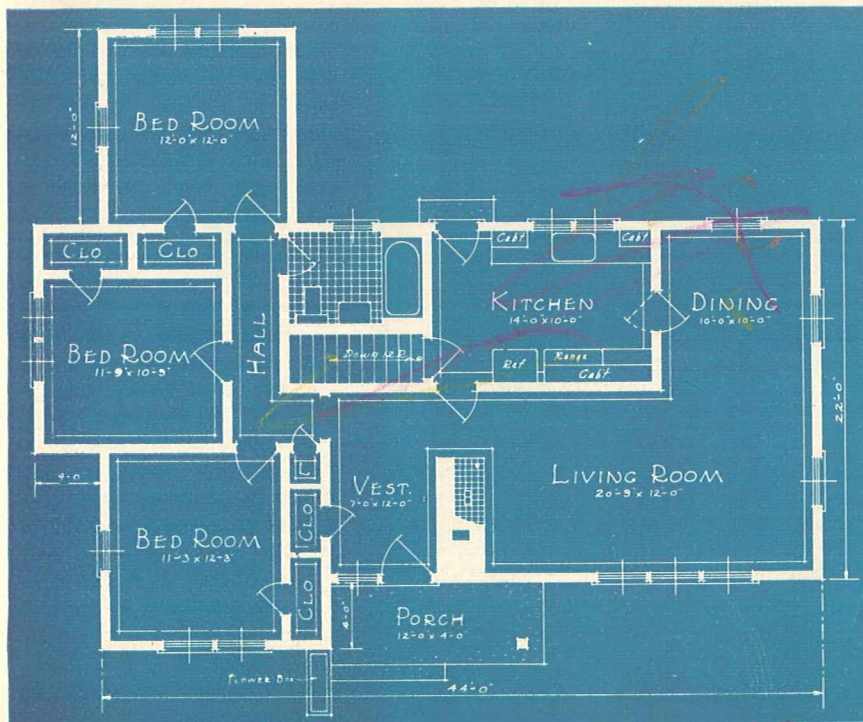 12'-0"
BED ROOM
12'-0" x 12'-0"
CLO
CLO
Cab't
Cab't
KITCHEN
14'-0" x 10'-0"
DINING
10'-0" x 10'-0"
HALL
BED ROOM
11'-9" x 10'-9"
Down 12 R
Ref
Range
Cab't
22'-0"
4'-0"
VEST.
7'-0" x 12'-0"
LIVING ROOM
20'-9" x 12'-0"
L
CLO
BED ROOM
11'-3" x 12'-3"
CLO
4'-0"
PORCH
12'-0" x 4'-0"
FLOWER BOX
44'-0"